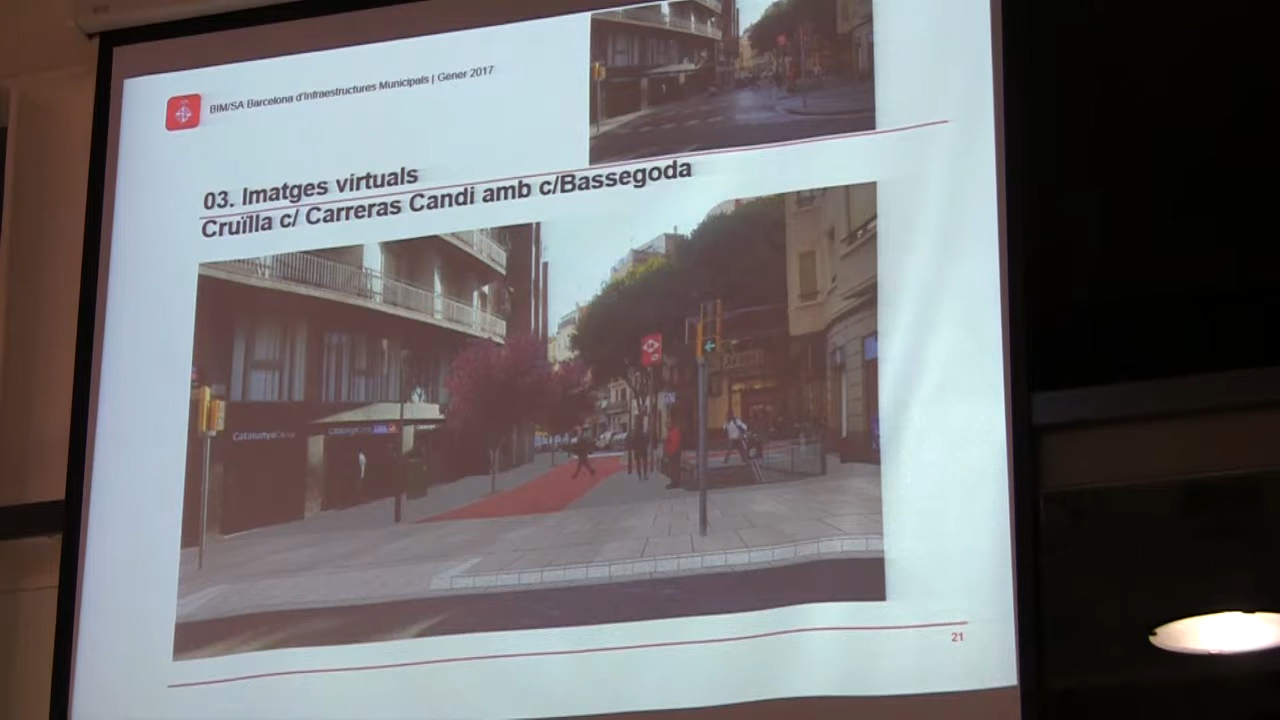 BIM/SA Barcelona d'Infraestructures Municipals | Gener 2017
03. Imatges virtuals
Cruïlla c/ Carreras Candi amb c/Bassegoda
CatalunyaCaixa
21